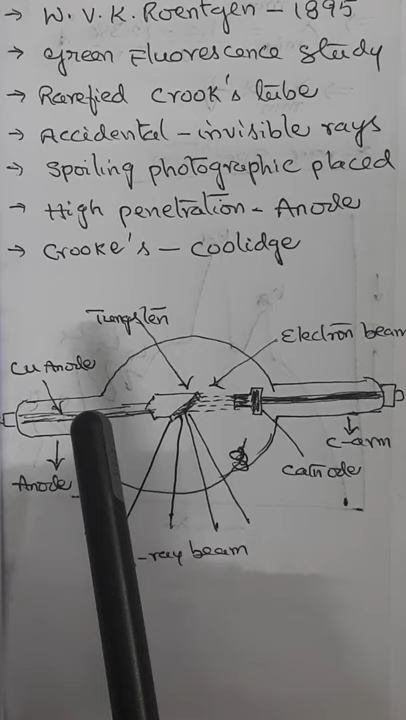 → W. V. K. Roentgen - 1895
→ Green Fluorescence study
→ Rarefied Crook's tube
→ Accidental - invisible rays
→ Spoiling photographic placed
→ High penetration - Anode
→ Crooke's - Coolidge
Tungsten
Electron beam
Cu Anode
C-arm
Cathode
Anode
-ray beam